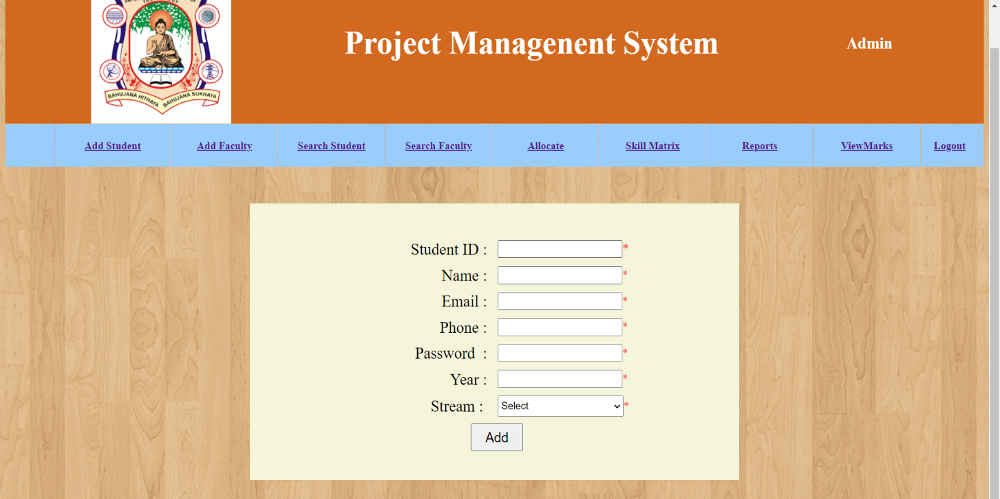 TECHNOLOGY
BAHUJANA HITHAYA BAHUJANA SUKHAYA
Project Managenent System
Admin
Add Student
Add Faculty
Search Student
Search Faculty
Allocate
Skill Matrix
Reports
ViewMarks
Logout
Student ID : *
Name : *
Email : *
Phone : *
Password : *
Year : *
Stream : Select *
Add